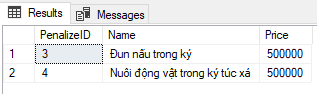 Results Messages
PenalizeID Name Price
1 3 Đun nấu trong ký 500000
2 4 Nuôi động vật trong ký túc xá 500000